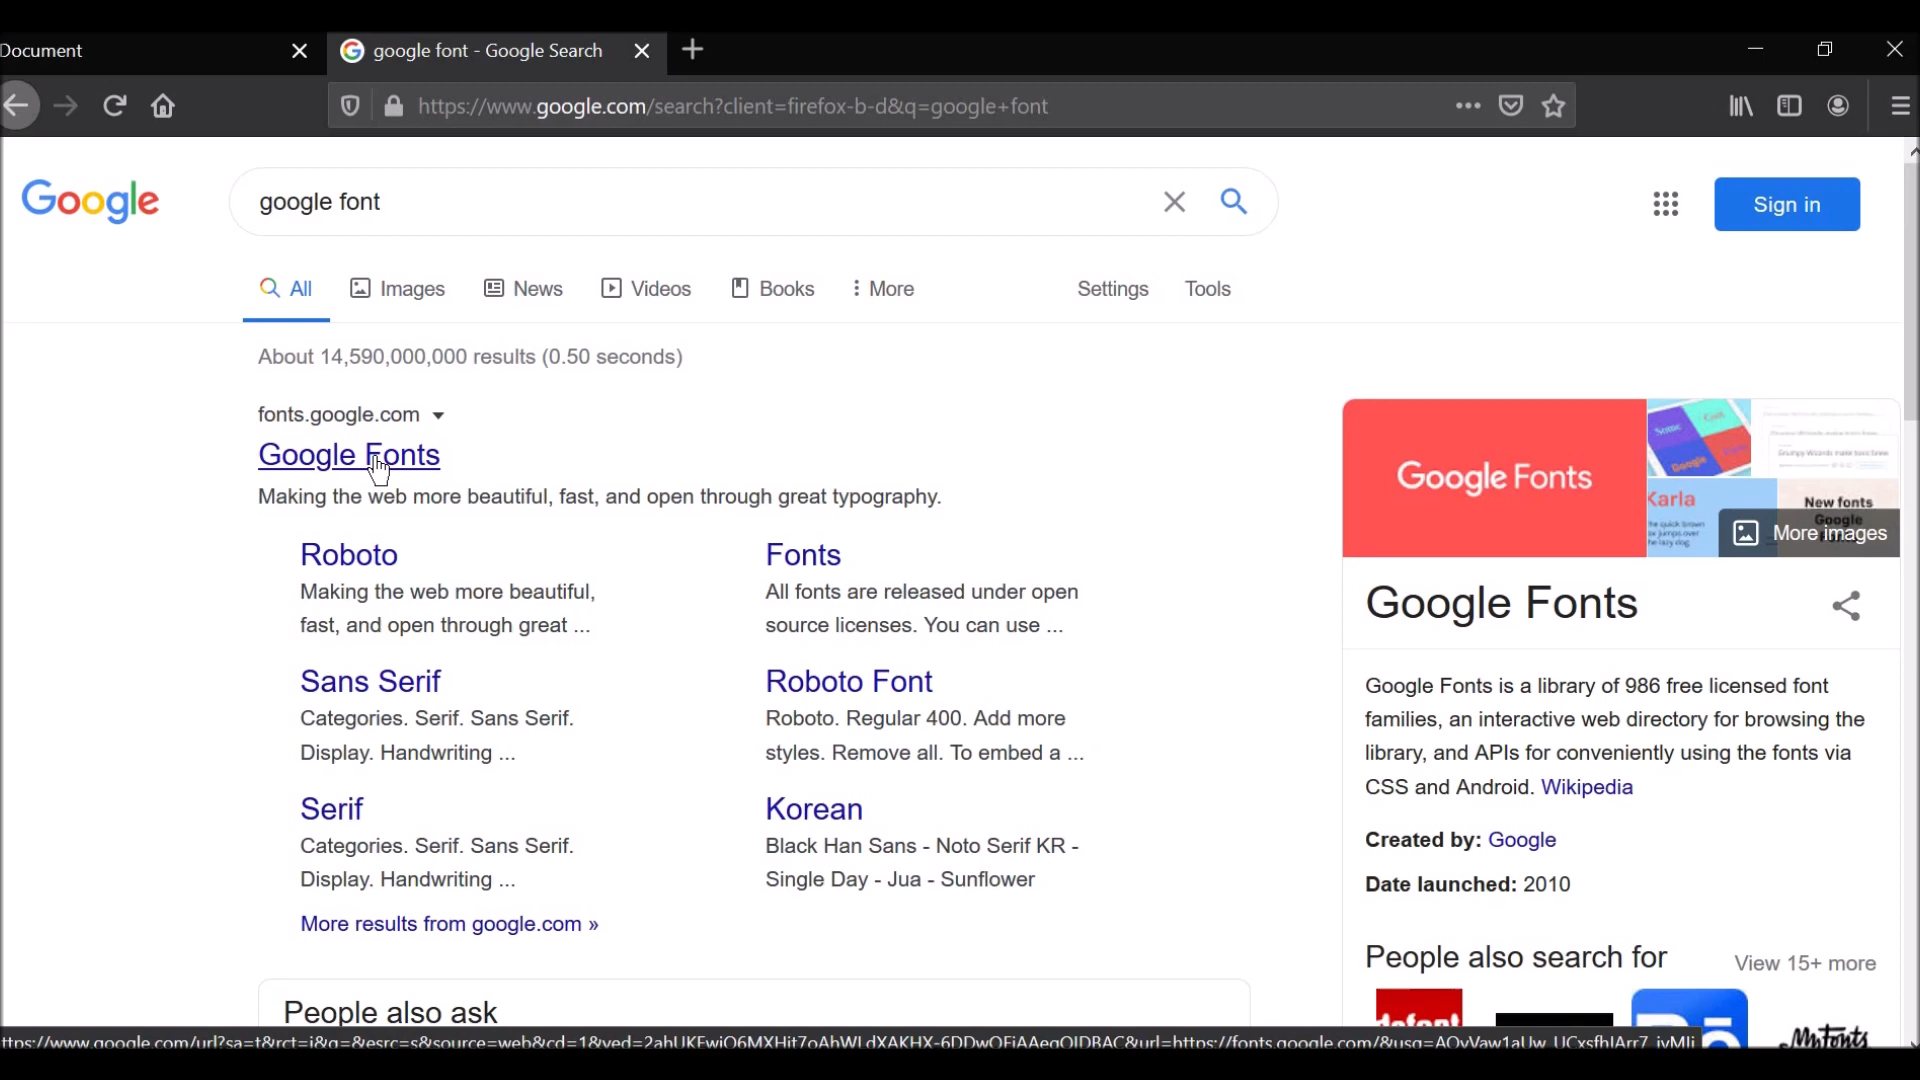 Document
google font - Google Search
https://www.google.com/search?client=firefox-b-d&q=google+font
Google
google font
Sign in
All
Images
News
Videos
Books
More
Settings
Tools
About 14,590,000,000 results (0.50 seconds)
fonts.google.com
Google Fonts
Making the web more beautiful, fast, and open through great typography.
Roboto
Making the web more beautiful,
fast, and open through great ...
Fonts
All fonts are released under open
source licenses. You can use ...
Sans Serif
Categories. Serif. Sans Serif.
Display. Handwriting ...
Roboto Font
Roboto. Regular 400. Add more
styles. Remove all. To embed a ...
Serif
Categories. Serif. Sans Serif.
Display. Handwriting ...
Korean
Black Han Sans - Noto Serif KR -
Single Day - Jua - Sunflower
More results from google.com »
People also ask
Google Fonts
Karla
New fonts
Google
More images
Google Fonts
Google Fonts is a library of 986 free licensed font
families, an interactive web directory for browsing the
library, and APIs for conveniently using the fonts via
CSS and Android. Wikipedia
Created by: Google
Date launched: 2010
People also search for
View 15+ more
dafont
MyFonts